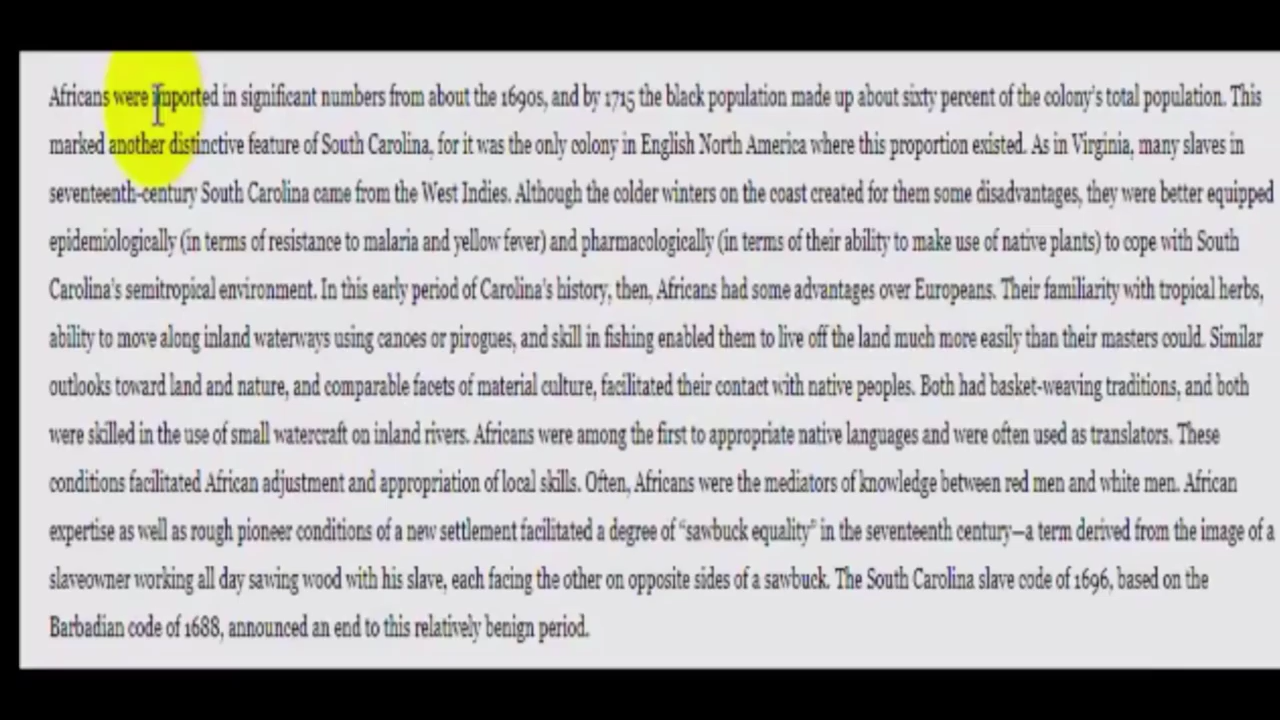 Africans were imported in significant numbers from about the 1690s, and by 1715 the black population made up about sixty percent of the colony's total population. This
marked another distinctive feature of South Carolina, for it was the only colony in English North America where this proportion existed. As in Virginia, many slaves in
seventeenth-century South Carolina came from the West Indies. Although the colder winters on the coast created for them some disadvantages, they were better equipped
epidemiologically (in terms of resistance to malaria and yellow fever) and pharmacologically (in terms of their ability to make use of native plants) to cope with South
Carolina's semitropical environment. In this early period of Carolina's history, then, Africans had some advantages over Europeans. Their familiarity with tropical herbs,
ability to move along inland waterways using canoes or pirogues, and skill in fishing enabled them to live off the land much more easily than their masters could. Similar
outlooks toward land and nature, and comparable facets of material culture, facilitated their contact with native peoples. Both had basket-weaving traditions, and both
were skilled in the use of small watercraft on inland rivers. Africans were among the first to appropriate native languages and were often used as translators. These
conditions facilitated African adjustment and appropriation of local skills. Often, Africans were the mediators of knowledge between red men and white men. African
expertise as well as rough pioneer conditions of a new settlement facilitated a degree of “sawbuck equality” in the seventeenth century—a term derived from the image of a
slaveowner working all day sawing wood with his slave, each facing the other on opposite sides of a sawbuck. The South Carolina slave code of 1696, based on the
Barbadian code of 1688, announced an end to this relatively benign period.